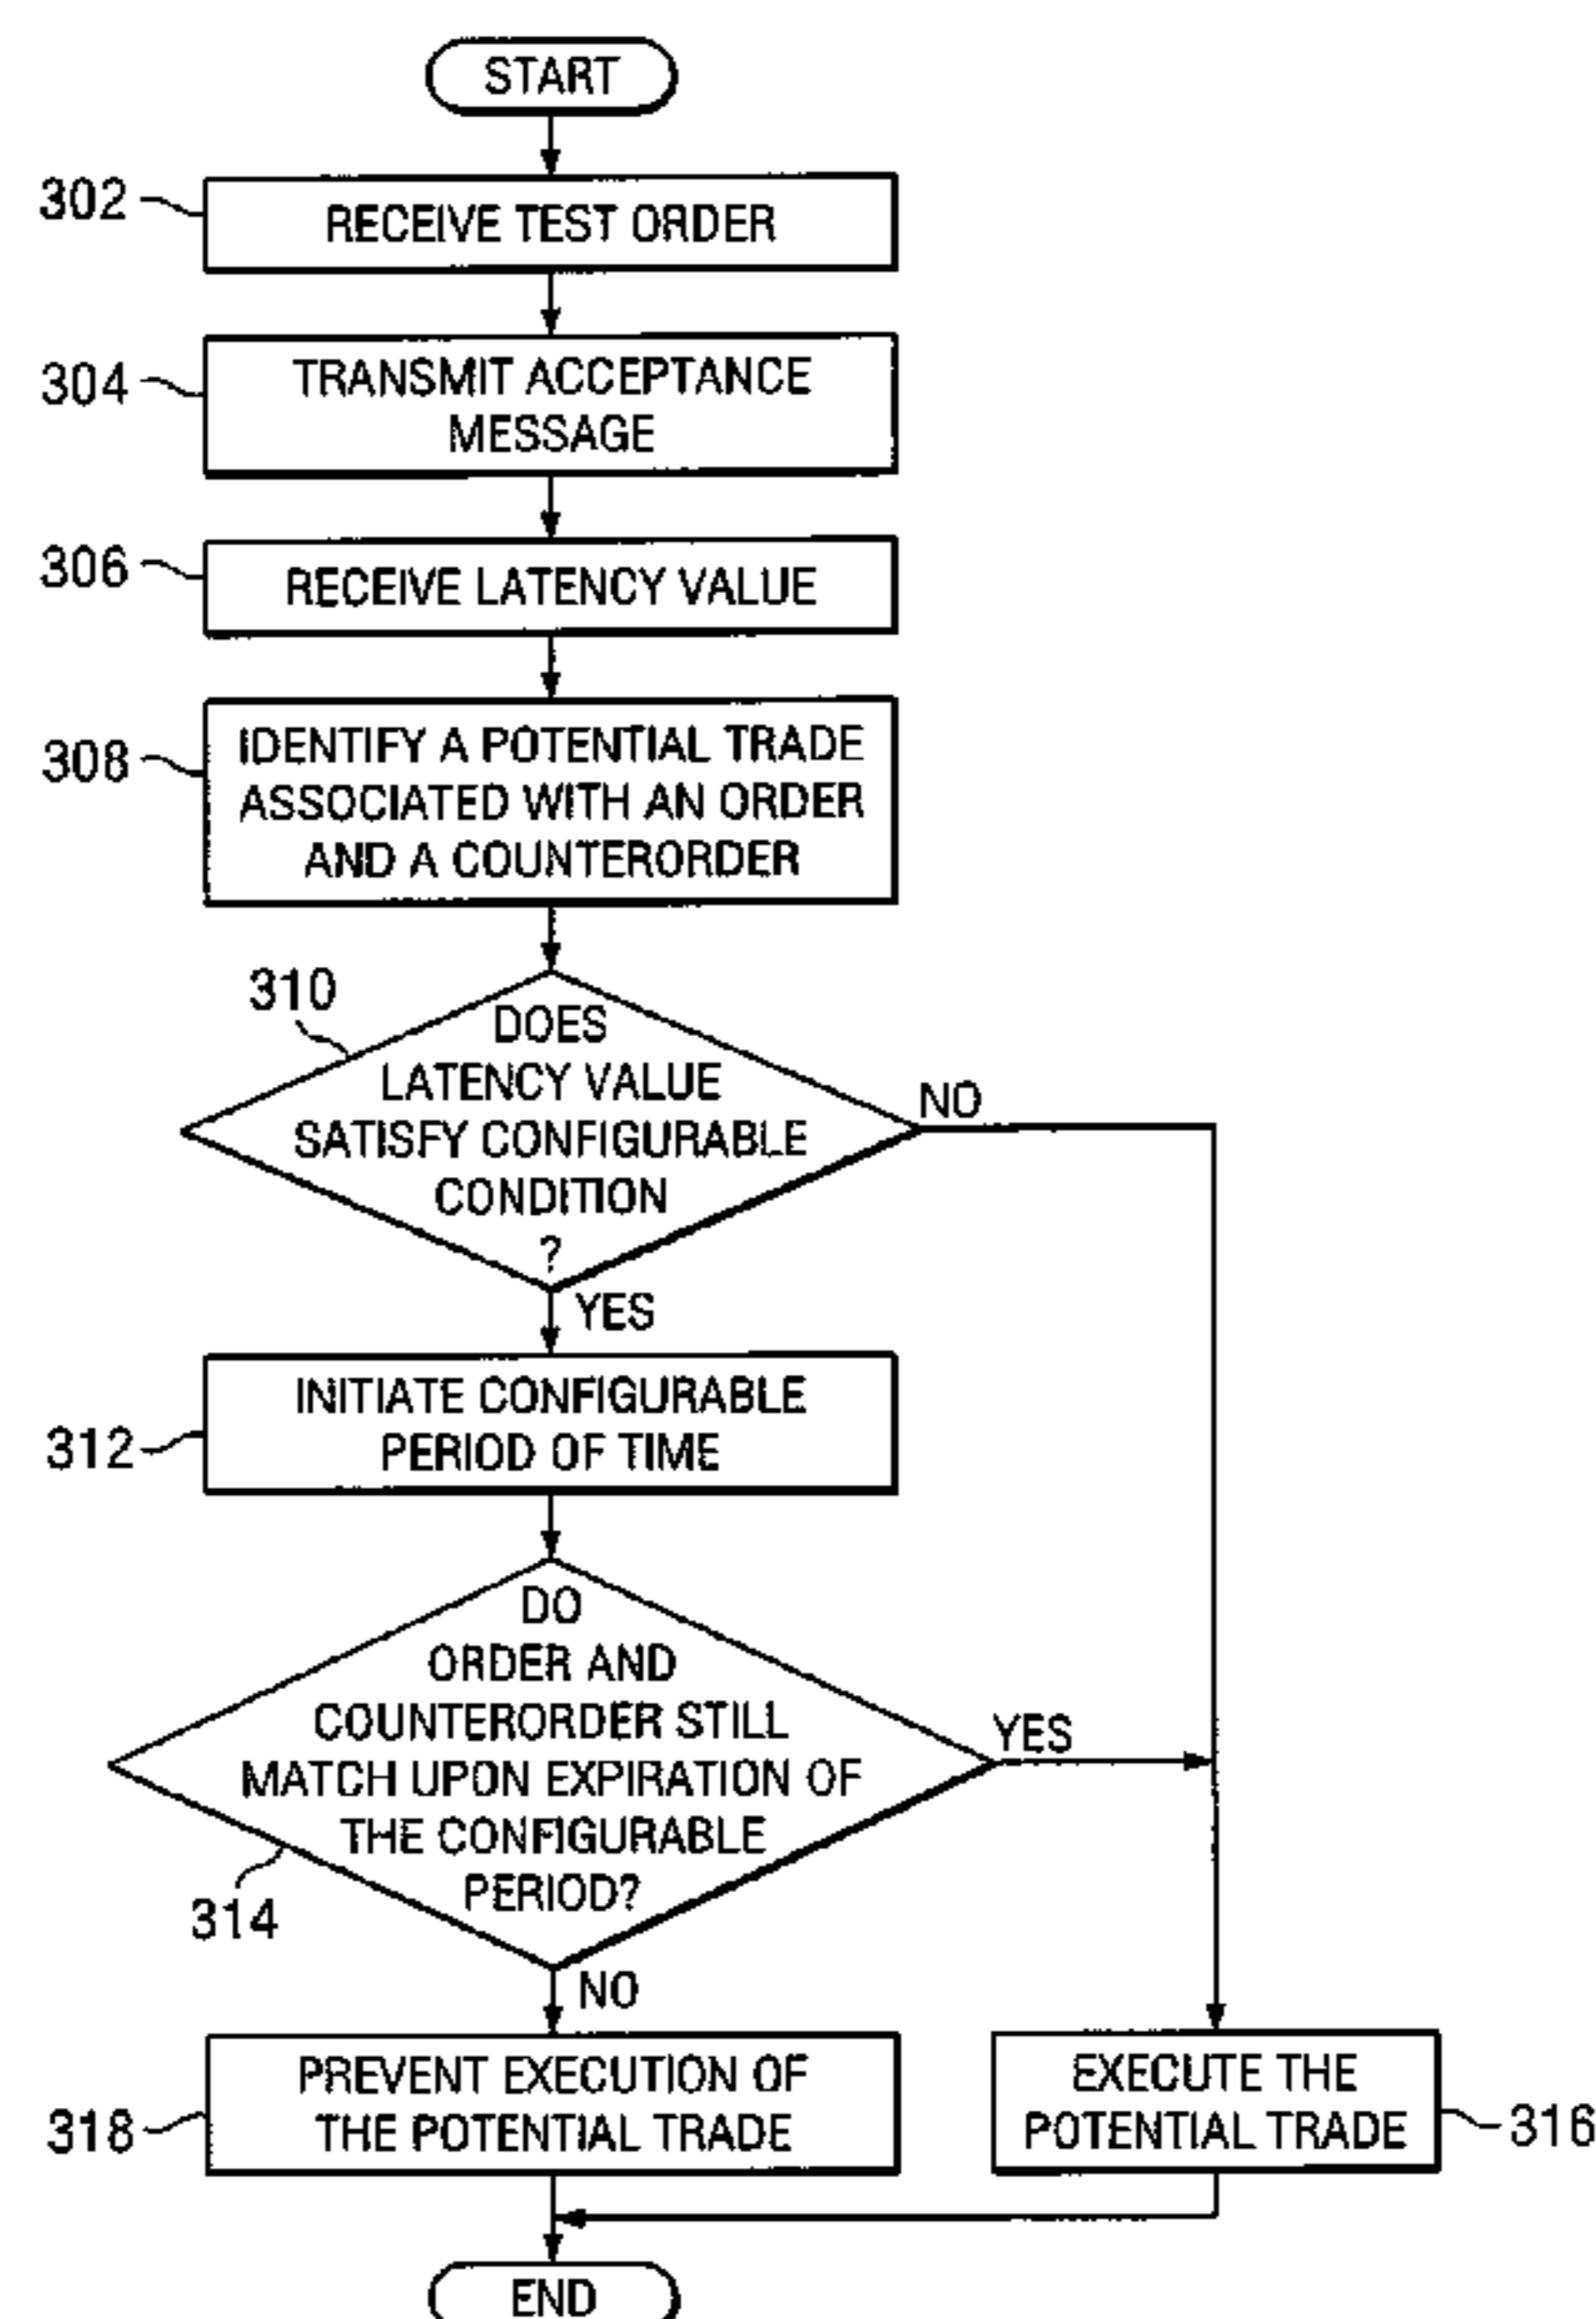 START
302
RECEIVE TEST ORDER
304
TRANSMIT ACCEPTANCE
MESSAGE
306
RECEIVE LATENCY VALUE
308
IDENTIFY A POTENTIAL TRADE
ASSOCIATED WITH AN ORDER
AND A COUNTERORDER
310
DOES
LATENCY VALUE
SATISFY CONFIGURABLE
CONDITION
?
NO
YES
312
INITIATE CONFIGURABLE
PERIOD OF TIME
DO
ORDER AND
COUNTERORDER STILL
MATCH UPON EXPIRATION OF
THE CONFIGURABLE
PERIOD?
YES
314
NO
318
PREVENT EXECUTION OF
THE POTENTIAL TRADE
EXECUTE THE
POTENTIAL TRADE
316
END